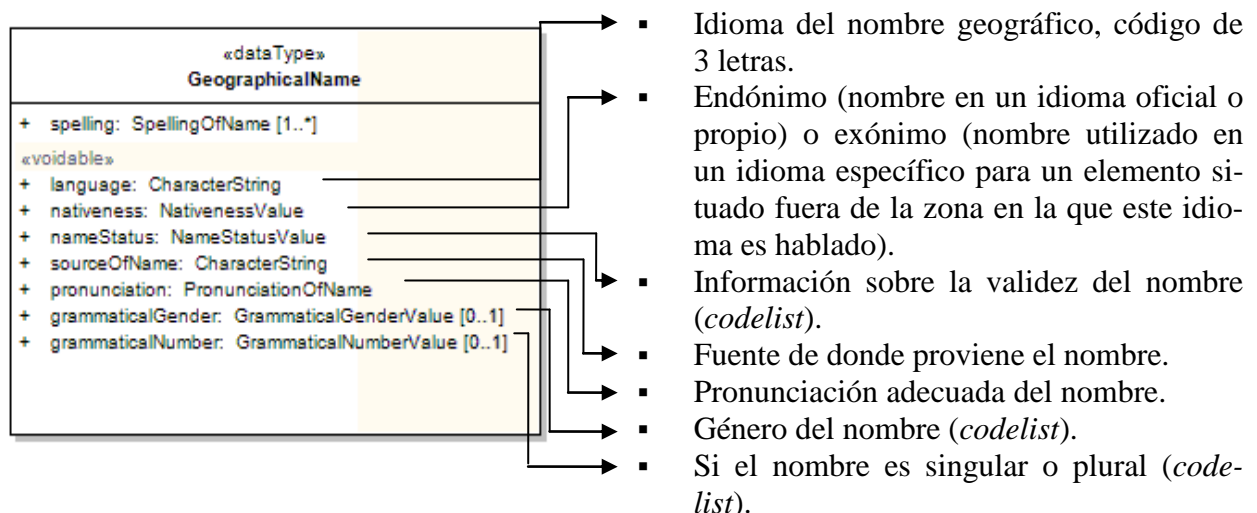 «dataType»
GeographicalName
+ spelling: SpellingOfName [1..*]
«voidable»
+ language: CharacterString
+ nativeness: NativenessValue
+ nameStatus: NameStatusValue
+ sourceOfName: CharacterString
+ pronunciation: PronunciationOfName
+ grammaticalGender: GrammaticalGenderValue [0..1]
+ grammaticalNumber: GrammaticalNumberValue [0..1]
▪ Idioma del nombre geográfico, código de
3 letras.
▪ Endónimo (nombre en un idioma oficial o
propio) o exónimo (nombre utilizado en
un idioma específico para un elemento si-
tuado fuera de la zona en la que este idio-
ma es hablado).
▪ Información sobre la validez del nombre
(codelist).
▪ Fuente de donde proviene el nombre.
▪ Pronunciación adecuada del nombre.
▪ Género del nombre (codelist).
▪ Si el nombre es singular o plural (code-
list).